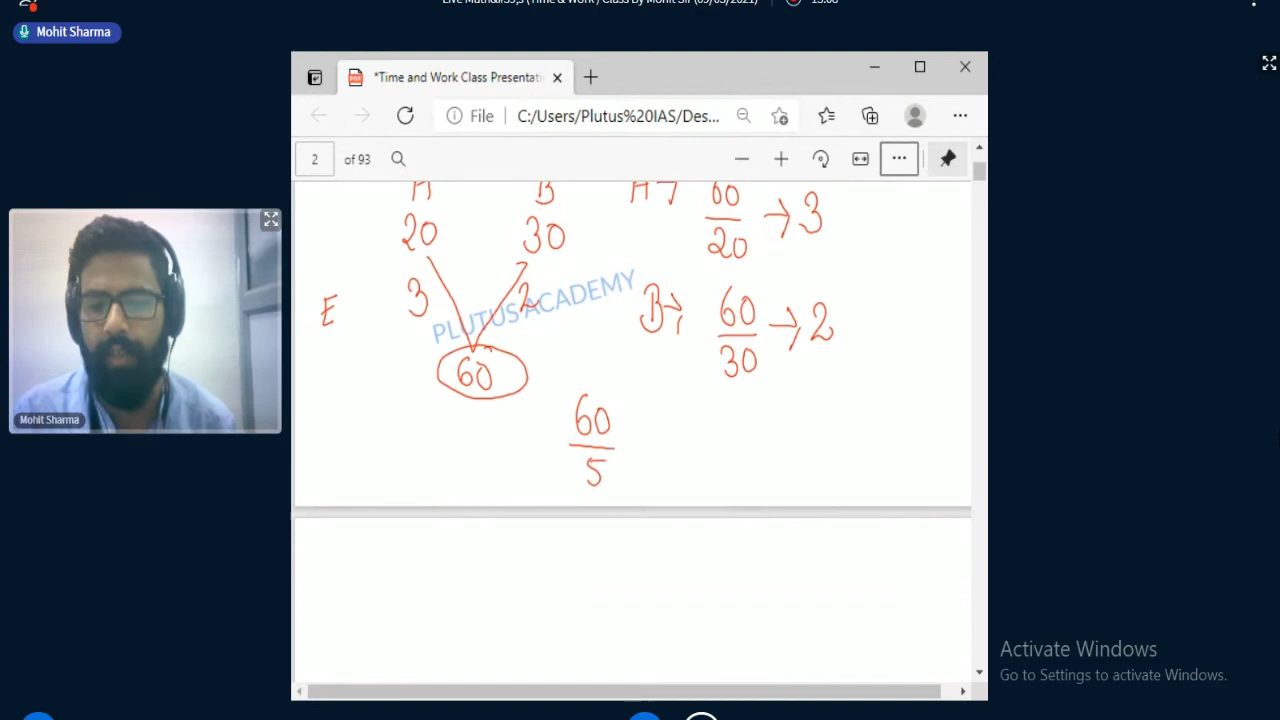 Mohit Sharma
*Time and Work Class Presentati
File C:/Users/Plutus%20IAS/Des...
2 of 93
A B A→ 60/20 → 3
20 30
E 3 2 B→ 60/30 → 2
PLUTUS ACADEMY
60
60/5
Mohit Sharma
Activate Windows
Go to Settings to activate Windows.